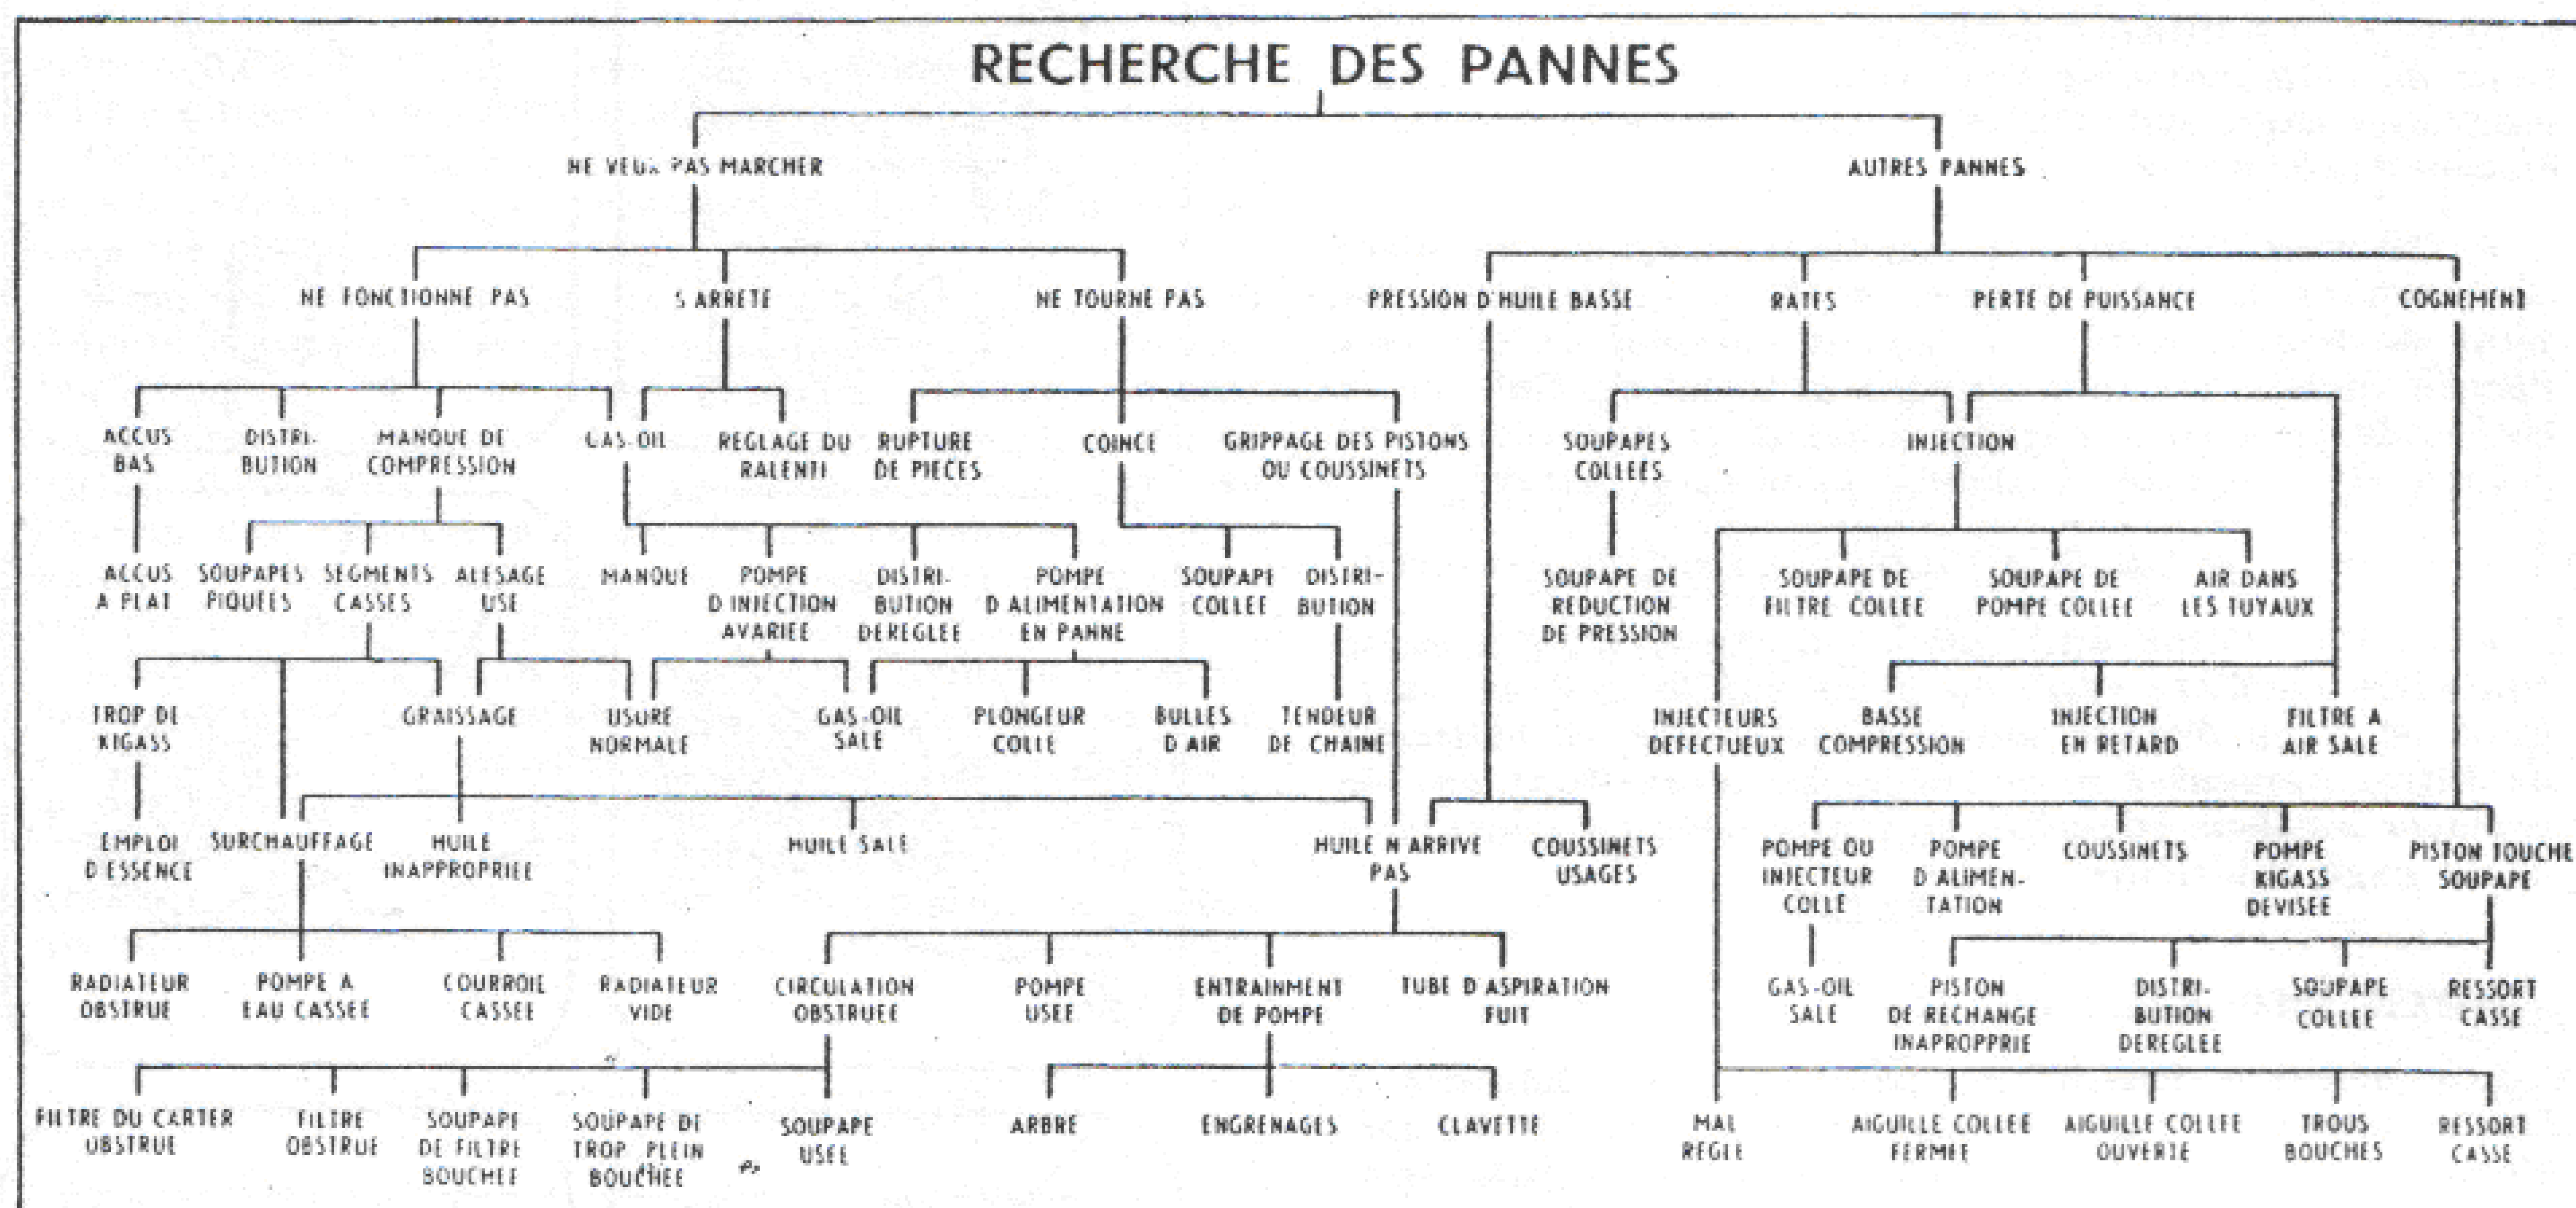 RECHERCHE DES PANNES
NE VEUX PAS MARCHER
AUTRES PANNES
NE FONCTIONNE PAS
S ARRETE
NE TOURNE PAS
PRESSION D'HUILE BASSE
RATES
PERTE DE PUISSANCE
COGNEMENT
ACCUS
BAS
DISTRI-
BUTION
MANQUE DE
COMPRESSION
GAS-OIL
REGLAGE DU
RALENTI
RUPTURE
DE PIECES
COINCE
GRIPPAGE DES PISTONS
OU COUSSINETS
SOUPAPES
COLLEES
INJECTION
ACCUS
A PLAT
SOUPAPES
PIQUEES
SEGMENTS
CASSES
ALESAGE
USE
MANQUE
POMPE
D INJECTION
AVARIEE
DISTRI-
BUTION
DEREGLEE
POMPE
D ALIMENTATION
EN PANNE
SOUPAPE
COLLEE
DISTRI-
BUTION
SOUPAPE DE
REDUCTION
DE PRESSION
SOUPAPE DE
FILTRE COLLEE
SOUPAPE DE
POMPE COLLEE
AIR DANS
LES TUYAUX
TROP DE
KIGASS
GRAISSAGE
USURE
NORMALE
GAS-OIL
SALE
PLONGEUR
COLLE
BULLES
D AIR
TENDEUR
DE CHAINE
INJECTEURS
DEFECTUEUX
BASSE
COMPRESSION
INJECTION
EN RETARD
FILTRE A
AIR SALE
EMPLOI
D ESSENCE
SURCHAUFFAGE
HUILE
INAPPROPRIEE
HUILE SALE
HUILE N ARRIVE
PAS
COUSSINETS
USAGES
POMPE OU
INJECTEUR
COLLE
POMPE
D ALIMEN-
TATION
COUSSINETS
POMPE
KIGASS
DEVISEE
PISTON TOUCHE
SOUPAPE
RADIATEUR
OBSTRUE
POMPE A
EAU CASSEE
COURROIE
CASSEE
RADIATEUR
VIDE
CIRCULATION
OBSTRUEE
POMPE
USEE
ENTRAINMENT
DE POMPE
TUBE D ASPIRATION
FUIT
GAS-OIL
SALE
PISTON
DE RECHANGE
INAPROPPRIE
DISTRI-
BUTION
DEREGLEE
SOUPAPE
COLLEE
RESSORT
CASSE
FILTRE DU CARTER
OBSTRUE
FILTRE
OBSTRUE
SOUPAPE
DE FILTRE
BOUCHEE
SOUPAPE DE
TROP PLEIN
BOUCHEE
SOUPAPE
USEE
ARBRE
ENGRENAGES
CLAVETTE
MAL
REGLE
AIGUILLE COLLEE
FERMEE
AIGUILLE COLLEE
OUVERTE
TROUS
BOUCHES
RESSORT
CASSE